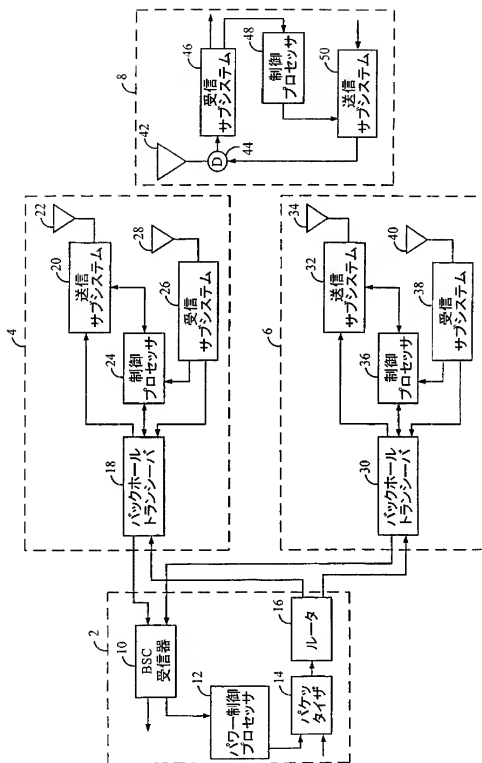 2
10
BSC
受信器
12
パワー制御
プロセッサ
14
パケッ
タイザ
16
ルータ
4
18
バックホール
トランシーバ
20
送信
サブシステム
22
24
制御
プロセッサ
26
受信
サブシステム
28
6
30
バックホール
トランシーバ
32
送信
サブシステム
34
36
制御
プロセッサ
38
受信
サブシステム
40
8
42
D
44
46
受信
サブシステム
48
制御
プロセッサ
50
送信
サブシステム